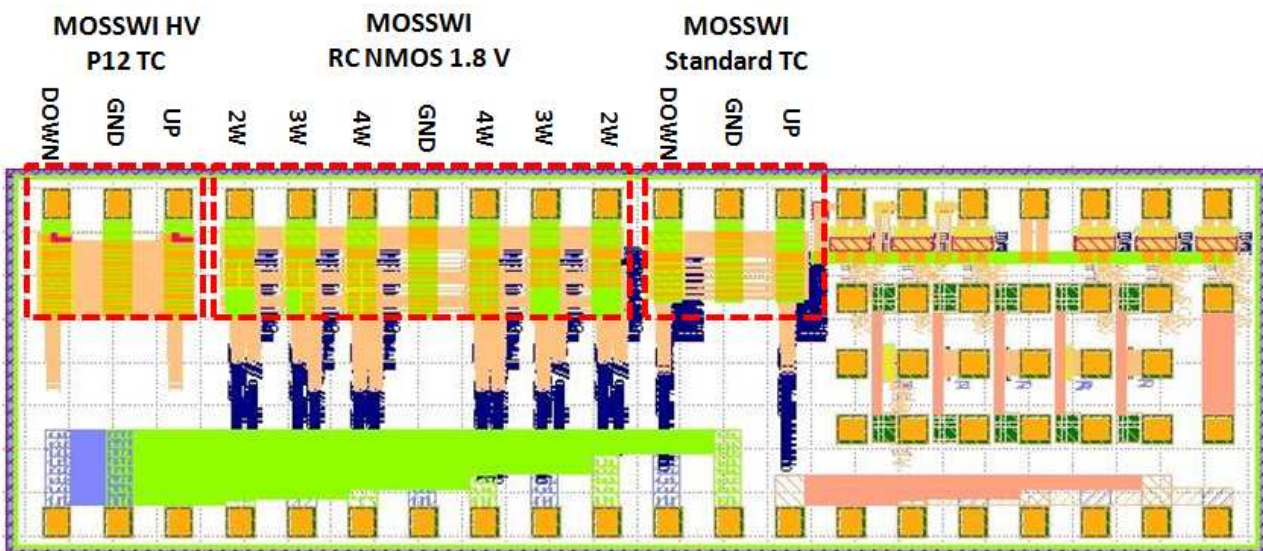 MOSSWI HV
P12 TC
MOSSWI
RC NMOS 1.8 V
MOSSWI
Standard TC
DOWN
GND
UP
2W
3W
4W
GND
4W
3W
2W
DOWN
GND
UP